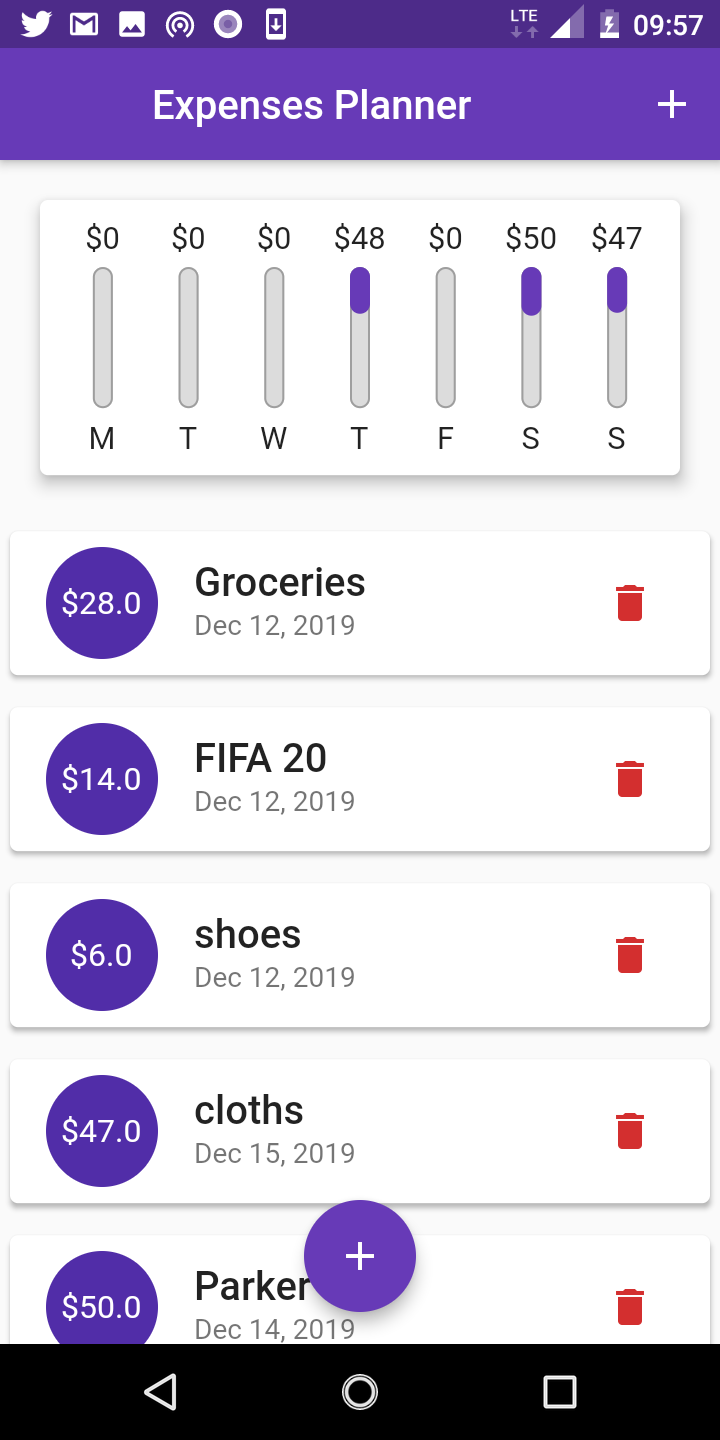 LTE 09:57
Expenses Planner +
$0 $0 $0 $48 $0 $50 $47
M T W T F S S
$28.0 Groceries
Dec 12, 2019
$14.0 FIFA 20
Dec 12, 2019
$6.0 shoes
Dec 12, 2019
$47.0 cloths
Dec 15, 2019
+
$50.0 Parker
Dec 14, 2019